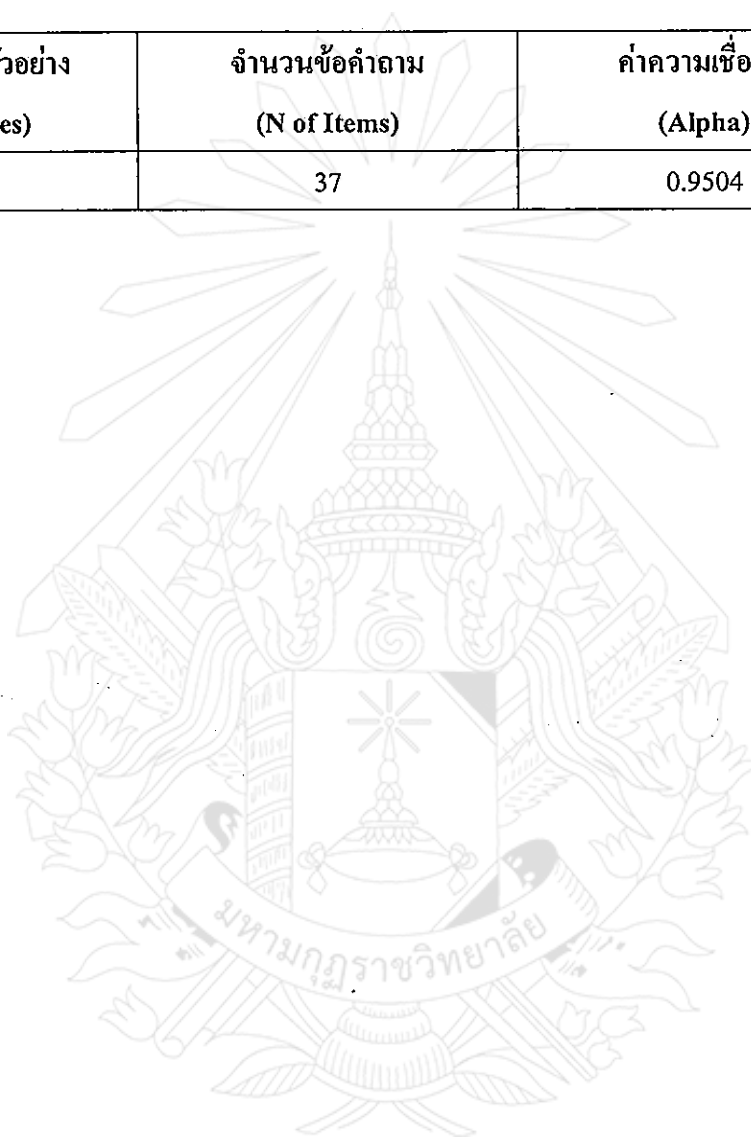 วอย่าง จำนวนข้อคำถาม ค่าความเชื่อ
es) (N of Items) (Alpha)
37 0.9504
มหามกุฏราชวิทยาลัย